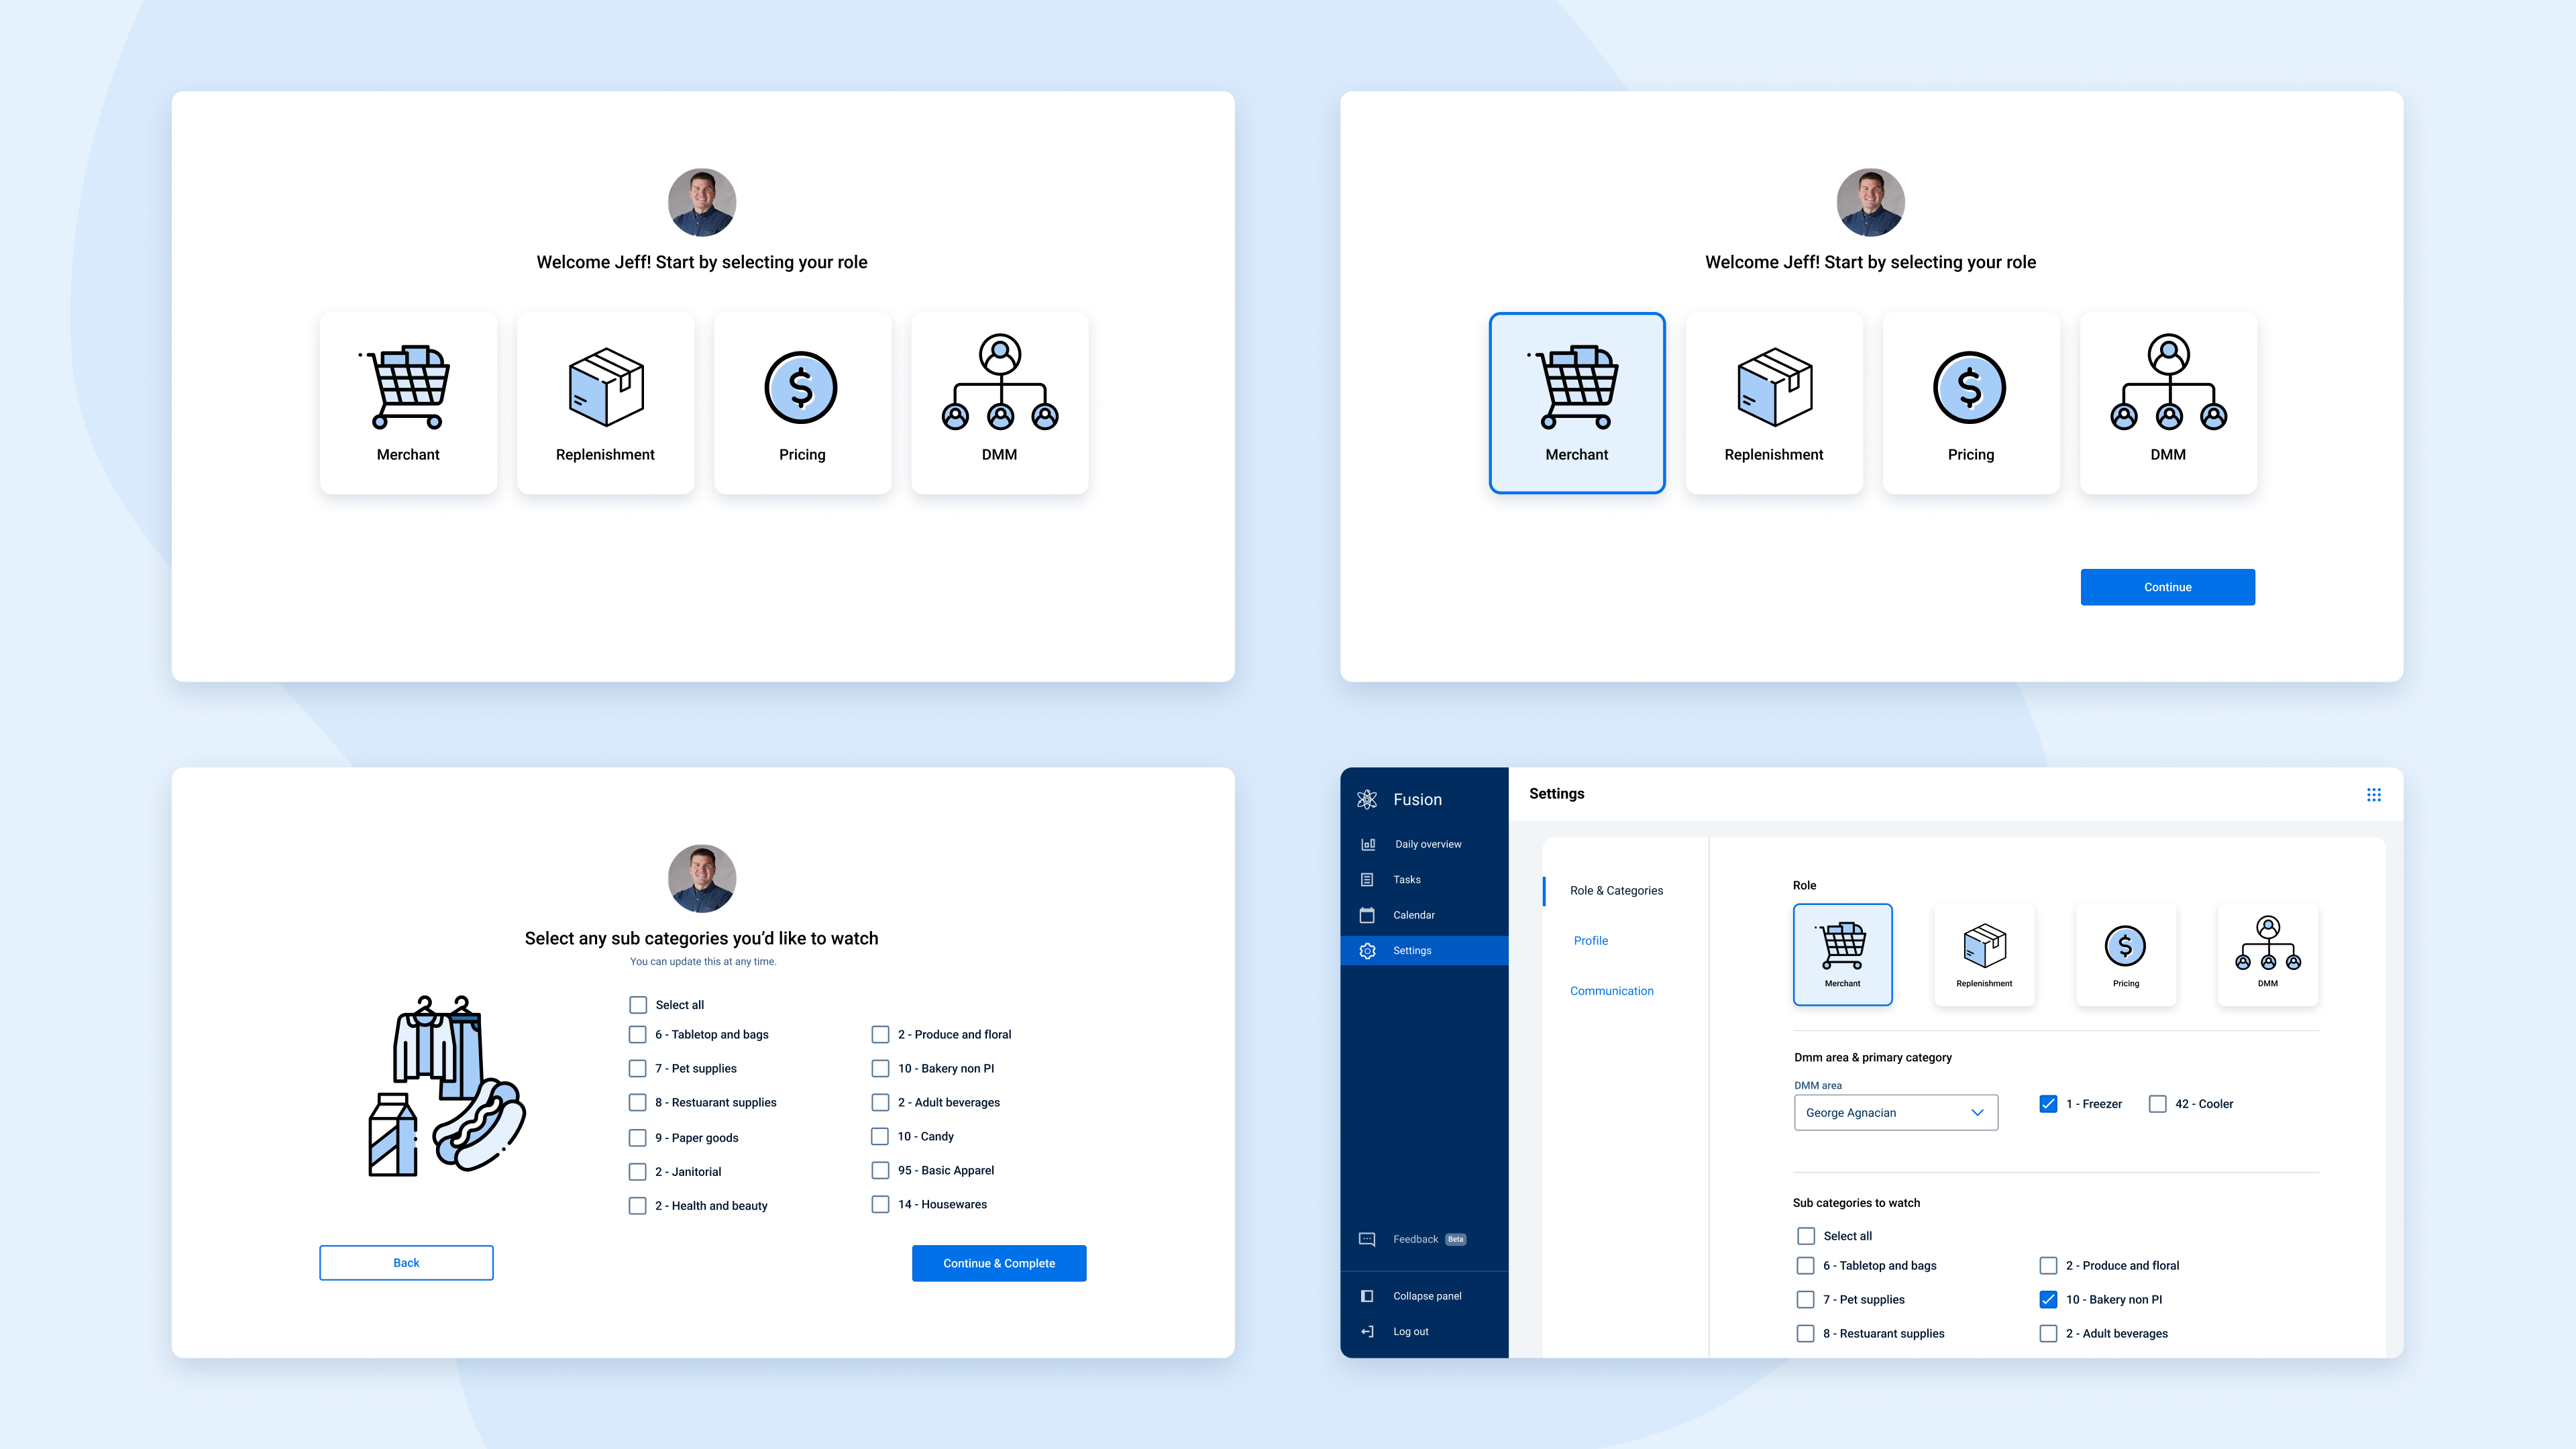 Welcome Jeff! Start by selecting your role
Merchant
Replenishment
Pricing
DMM
Welcome Jeff! Start by selecting your role
Merchant
Replenishment
Pricing
DMM
Continue
Select any sub categories you’d like to watch
You can update this at any time.
Select all
6 - Tabletop and bags
2 - Produce and floral
7 - Pet supplies
10 - Bakery non PI
8 - Restuarant supplies
2 - Adult beverages
9 - Paper goods
10 - Candy
2 - Janitorial
95 - Basic Apparel
2 - Health and beauty
14 - Housewares
Back
Continue & Complete
Fusion
Daily overview
Tasks
Calendar
Settings
Feedback Beta
Collapse panel
Log out
Settings
Role & Categories
Profile
Communication
Role
Merchant
Replenishment
Pricing
DMM
Dmm area & primary category
DMM area
George Agnacian
1 - Freezer
42 - Cooler
Sub categories to watch
Select all
6 - Tabletop and bags
2 - Produce and floral
7 - Pet supplies
10 - Bakery non PI
8 - Restuarant supplies
2 - Adult beverages